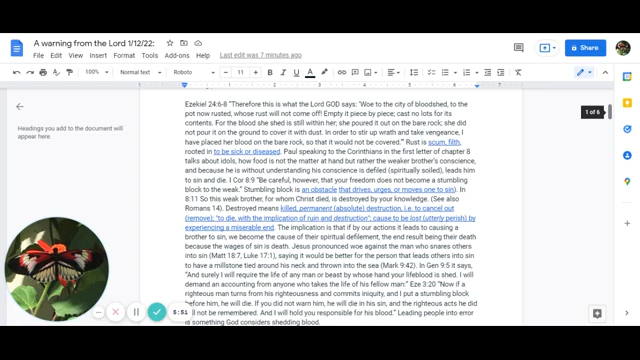 A warning from the Lord 1/12/22:
File Edit View Insert Format Tools Extensions Help Last edit was 7 minutes ago
Share
100% Normal text Roboto 11 B I U A
1 of 6
Headings you add to the document will
appear here.
Ezekiel 24:6-8 "Therefore this is what the Lord GOD says: 'Woe to the city of bloodshed, to the
pot now rusted, whose rust will not come off! Empty it piece by piece; cast no lots for its
contents. For the blood she shed is still within her; she poured it out on the bare rock; she did
not pour it on the ground to cover it with dust. In order to stir up wrath and take vengeance, I
have placed her blood on the bare rock, so that it would not be covered.'" Rust is scum, filth,
rooted in to be sick or diseased. Paul speaking to the Corinthians in the first letter of chapter 8
talks about idols, how food is not the matter at hand but rather the weaker brother's conscience,
and because he is without understanding his conscience is defiled (spiritually soiled), leads him
to sin and die. I Cor 8:9 "Be careful, however, that your freedom does not become a stumbling
block to the weak." Stumbling block is an obstacle that drives, urges, or moves one to sin). In
8:11 So this weak brother, for whom Christ died, is destroyed by your knowledge. (See also
Romans 14). Destroyed means killed, permanent (absolute) destruction, i.e. to cancel out
(remove); "to die, with the implication of ruin and destruction"; cause to be lost (utterly perish) by
experiencing a miserable end. The implication is that if by our actions it leads to causing a
brother to sin, we become the cause of their spiritual defilement, the end result being their death
because the wages of sin is death. Jesus pronounced woe against the man who snares others
into sin (Matt 18:7, Luke 17:1), saying it would be better for the person that leads others into sin
to have a millstone tied around his neck and thrown into the sea (Mark 9:42). In Gen 9:5 it says,
"And surely I will require the life of any man or beast by whose hand your lifeblood is shed. I will
demand an accounting from anyone who takes the life of his fellow man:" Eze 3:20 "Now if a
righteous man turns from his righteousness and commits iniquity, and I put a stumbling block
before him, he will die. If you did not warn him, he will die in his sin, and the righteous acts he did
will not be remembered. And I will hold you responsible for his blood." Leading people into error
is something God considers shedding blood.
5:51